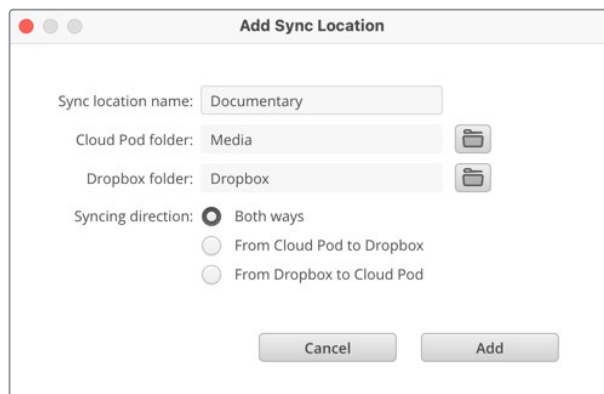 Add Sync Location
Sync location name: Documentary
Cloud Pod folder: Media
Dropbox folder: Dropbox
Syncing direction: Both ways
From Cloud Pod to Dropbox
From Dropbox to Cloud Pod
Cancel Add